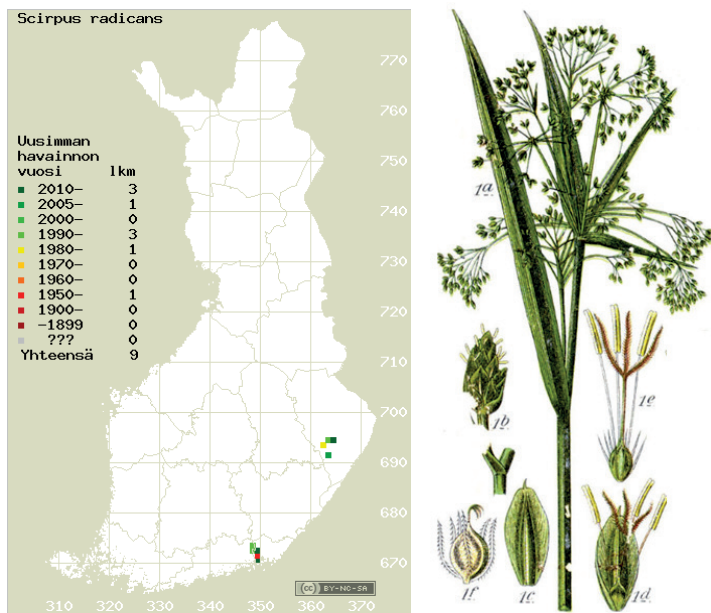 Scirpus radicans
Uusimman
havainnon
vuosi lkm
2010- 3
2005- 1
2000- 0
1990- 3
1980- 1
1970- 0
1960- 0
1950- 1
1900- 0
-1899 0
??? 0
Yhteensä 9
770
760
750
740
730
720
710
700
690
680
670
310 320 330 340 350 360 370
(cc) BY-NC-SA
1a.
1b
1e
1f
1c
1d